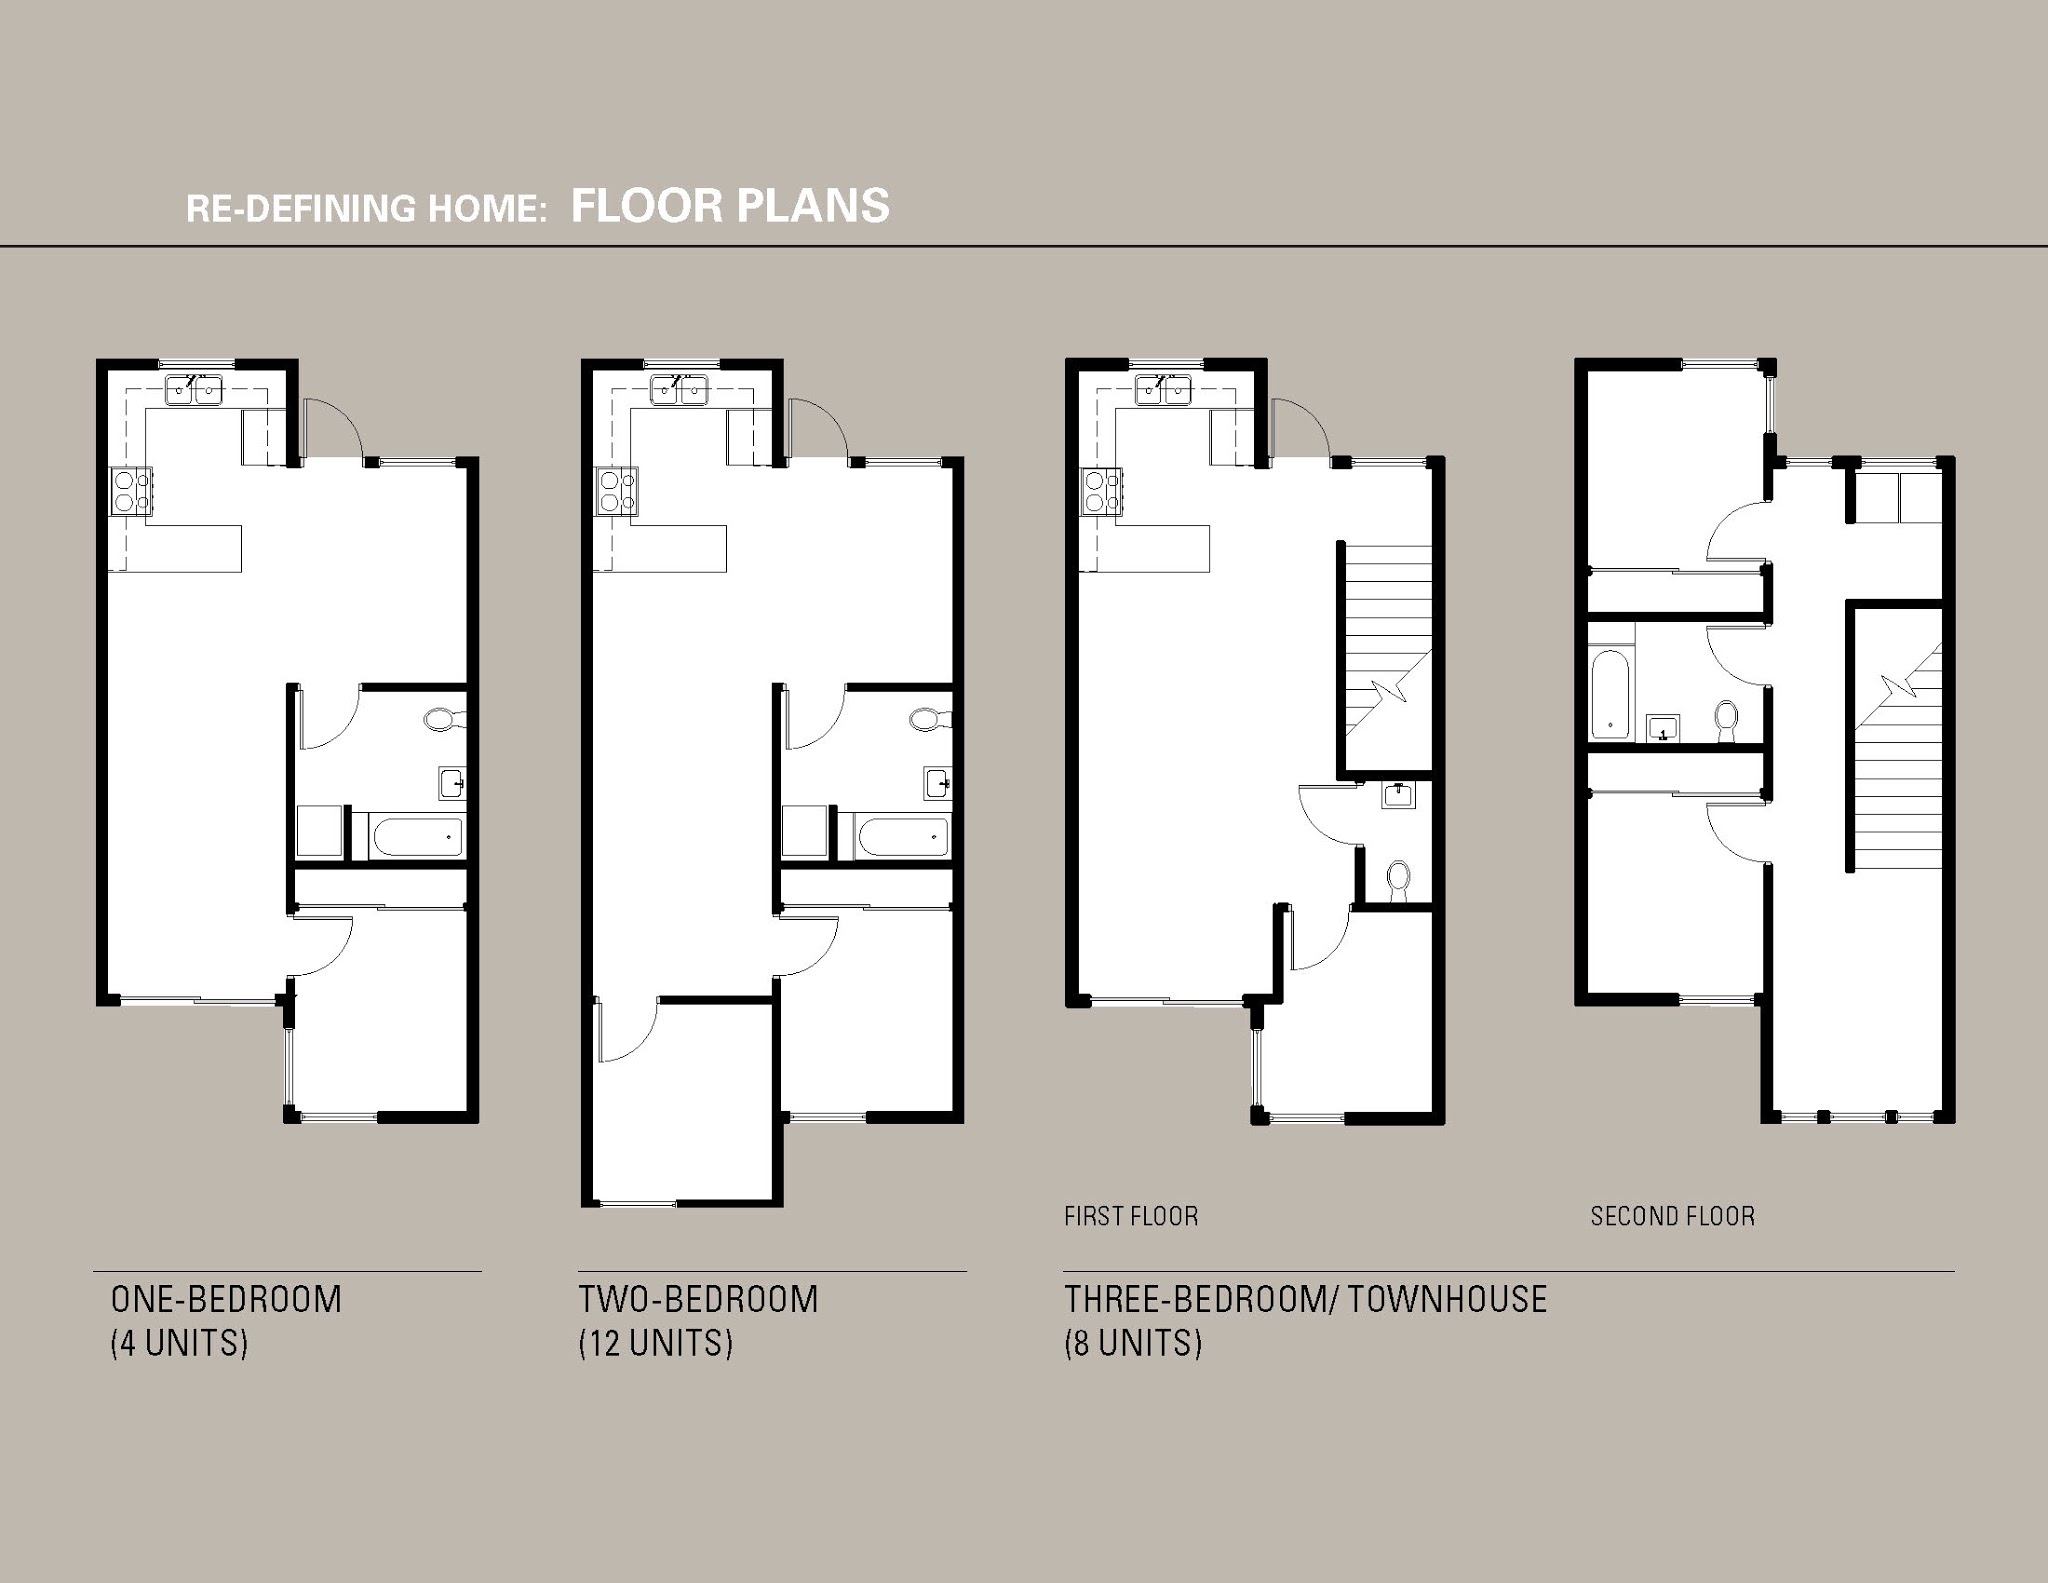 RE-DEFINING HOME: FLOOR PLANS
FIRST FLOOR
SECOND FLOOR
ONE-BEDROOM
(4 UNITS)
TWO-BEDROOM
(12 UNITS)
THREE-BEDROOM/ TOWNHOUSE
(8 UNITS)